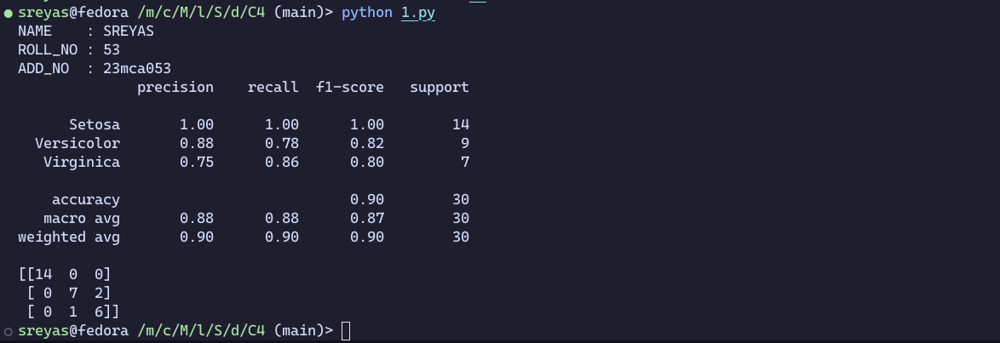 sreyas@fedora /m/c/M/l/S/d/C4 (main)> python 1.py
NAME    : SREYAS
ROLL_NO : 53
ADD_NO  : 23mca053
              precision    recall  f1-score   support

      Setosa       1.00      1.00      1.00        14
  Versicolor       0.88      0.78      0.82         9
   Virginica       0.75      0.86      0.80         7

    accuracy                           0.90        30
   macro avg       0.88      0.88      0.87        30
weighted avg       0.90      0.90      0.90        30

[[14  0  0]
 [ 0  7  2]
 [ 0  1  6]]
sreyas@fedora /m/c/M/l/S/d/C4 (main)>